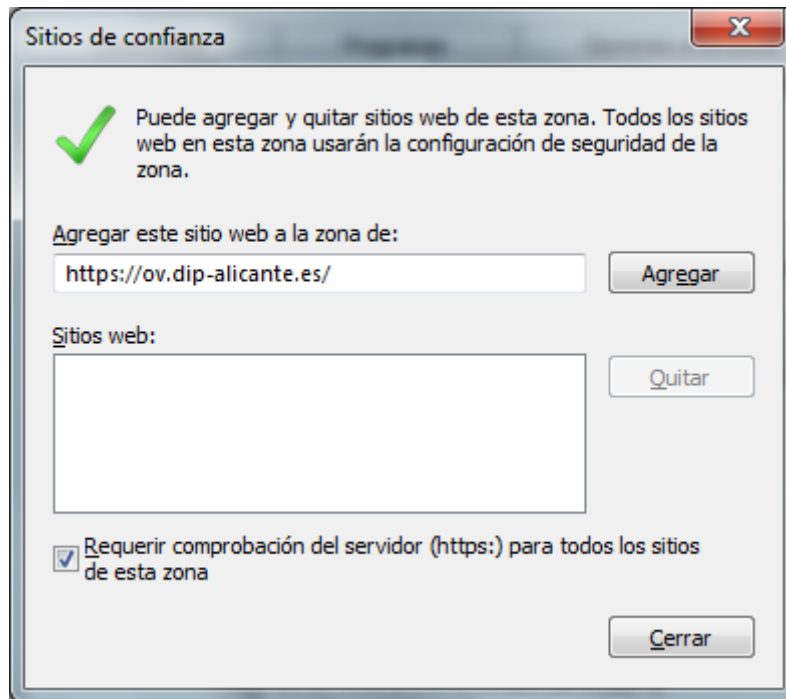 Sitios de confianza
Programas
Puede agregar y quitar sitios web de esta zona. Todos los sitios
web en esta zona usarán la configuración de seguridad de la
zona.
Agregar este sitio web a la zona de:
https://ov.dip-alicante.es/
Agregar
Sitios web:
Quitar
Requerir comprobación del servidor (https:) para todos los sitios
de esta zona
Cerrar